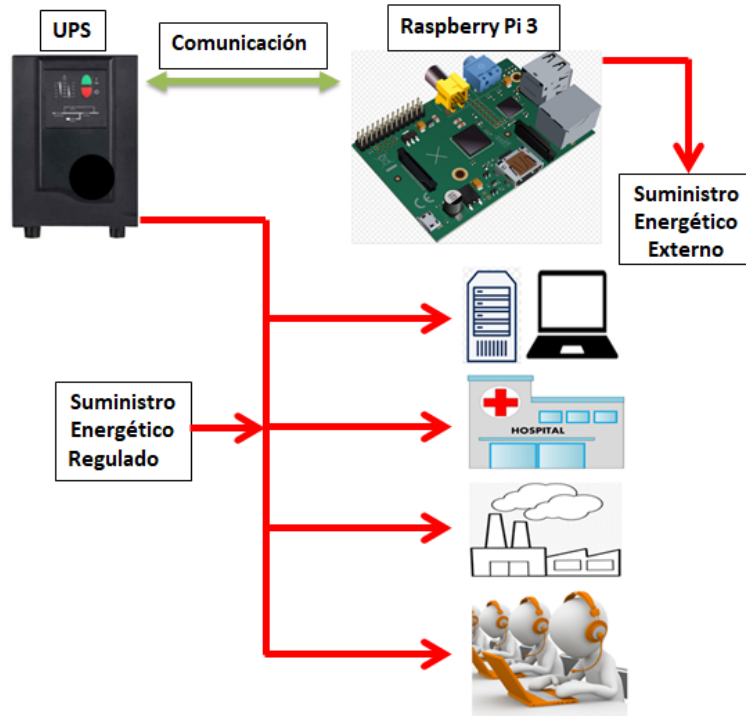 UPS
Comunicación
Raspberry Pi 3
Suministro
Energético
Externo
Suministro
Energético
Regulado
HOSPITAL